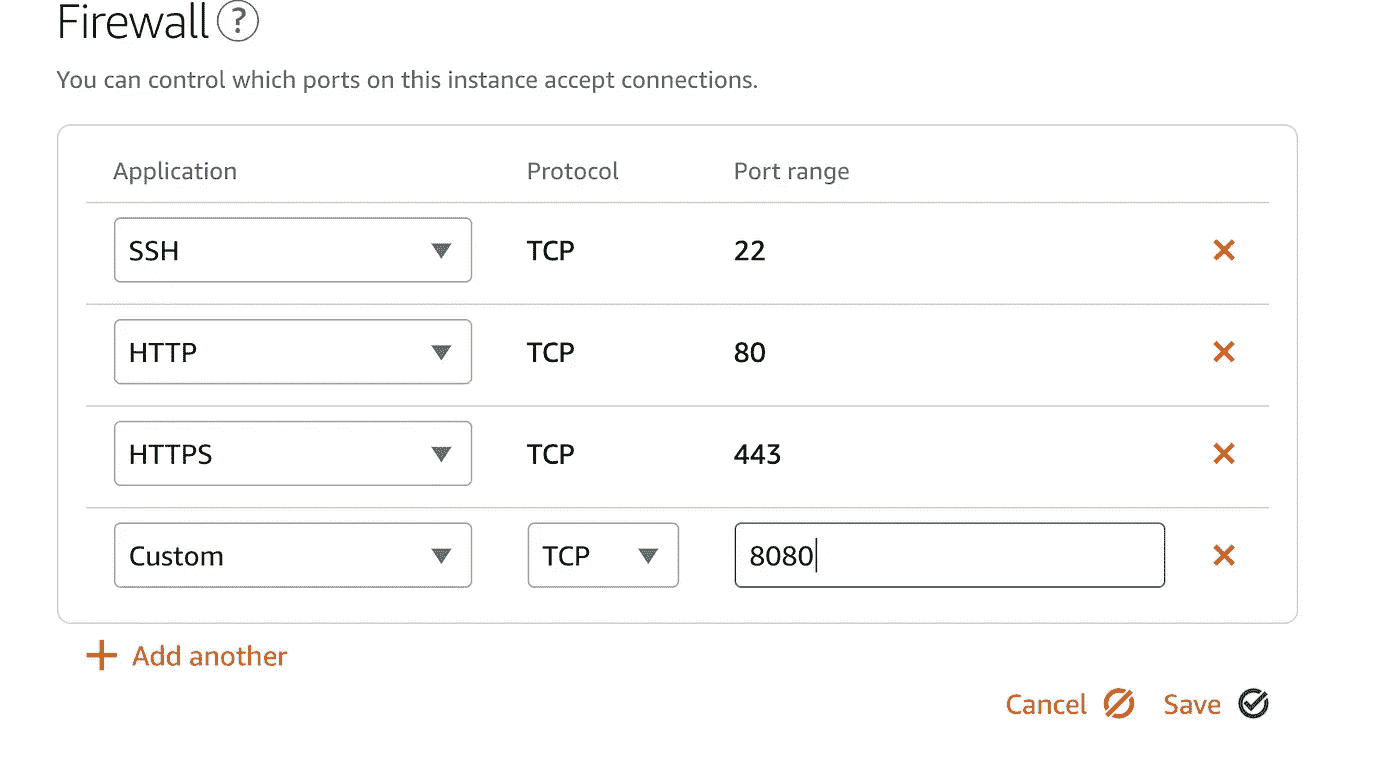 Firewall ?
You can control which ports on this instance accept connections.
Application Protocol Port range
SSH TCP 22
HTTP TCP 80
HTTPS TCP 443
Custom TCP 8080
Add another
Cancel Save